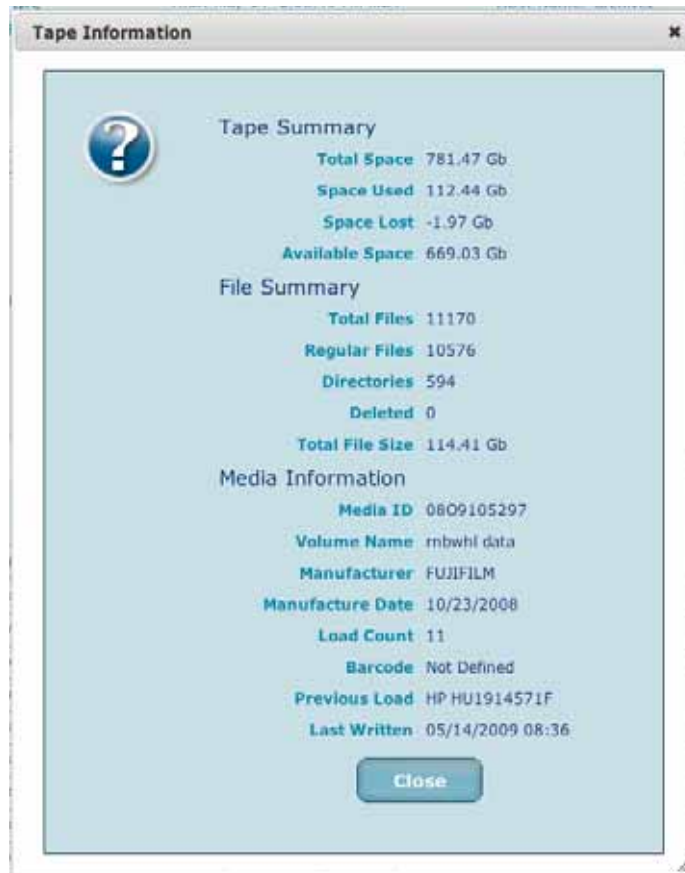 Tape Information
Tape Summary
Total Space 781.47 Gb
Space Used 112.44 Gb
Space Lost -1.97 Gb
Available Space 669.03 Gb
File Summary
Total Files 11170
Regular Files 10576
Directories 594
Deleted 0
Total File Size 114.41 Gb
Media Information
Media ID 08O9105297
Volume Name rnbwhl data
Manufacturer FUJIFILM
Manufacture Date 10/23/2008
Load Count 11
Barcode Not Defined
Previous Load HP HU1914571F
Last Written 05/14/2009 08:36
Close